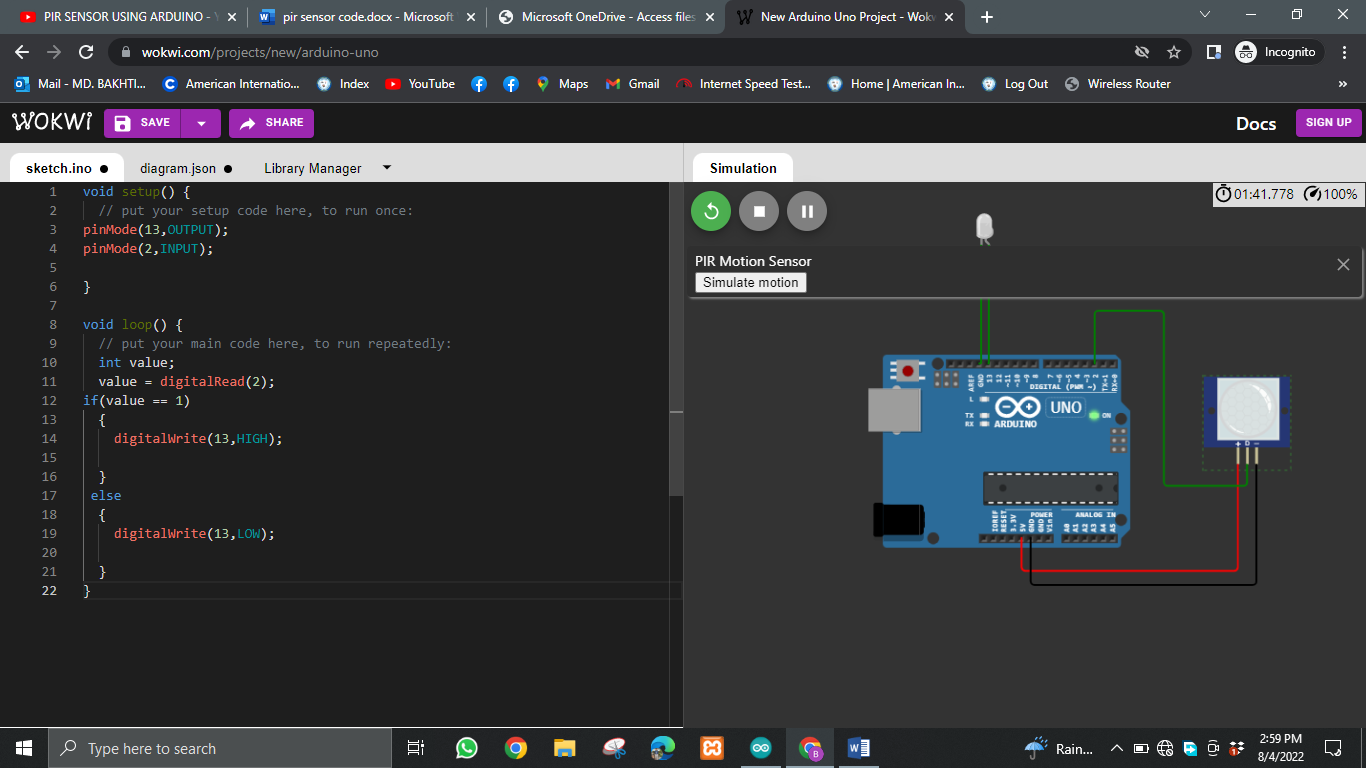 PIR SENSOR USING ARDUINO - Y
pir sensor code.docx - Microsoft
Microsoft OneDrive - Access files
New Arduino Uno Project - Wokw
wokwi.com/projects/new/arduino-uno
Incognito
Mail - MD. BAKHTI...
American Internatio...
Index
YouTube
Maps
Gmail
Internet Speed Test...
Home | American In...
Log Out
Wireless Router
»
WOKWI
SAVE
SHARE
Docs
SIGN UP
sketch.ino
diagram.json
Library Manager
Simulation
1 void setup() {
2 // put your setup code here, to run once:
3 pinMode(13,OUTPUT);
4 pinMode(2,INPUT);
5
6 }
7
8 void loop() {
9 // put your main code here, to run repeatedly:
10 int value;
11 value = digitalRead(2);
12 if(value == 1)
13 {
14 digitalWrite(13,HIGH);
15
16 }
17 else
18 {
19 digitalWrite(13,LOW);
20
21 }
22 }
01:41.778
100%
PIR Motion Sensor
Simulate motion
AREF
GND
13
12
~11
~10
~9
8
7
~6
~5
4
~3
2
TX→1
RX←0
DIGITAL (PWM ~)
L
TX
RX
UNO
ARDUINO
ON
+ D -
IOREF
RESET
3.3V
5V
GND
GND
Vin
POWER
ANALOG IN
A0
A1
A2
A3
A4
A5
Type here to search
Rain...
2:59 PM
8/4/2022